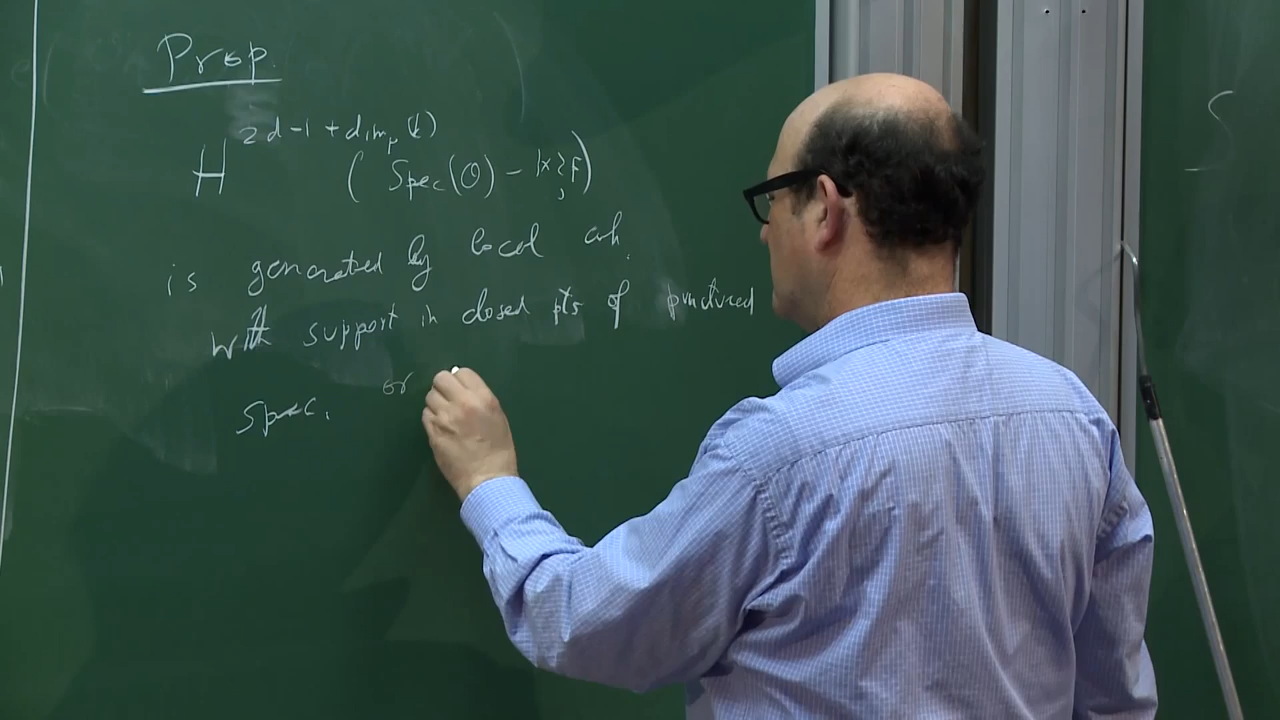 Prop.
H^{2d-1+dim_p(k)} (Spec(O) - {x}, F)
is generated by local coh.
with support in closed pts of punctured
spec. or